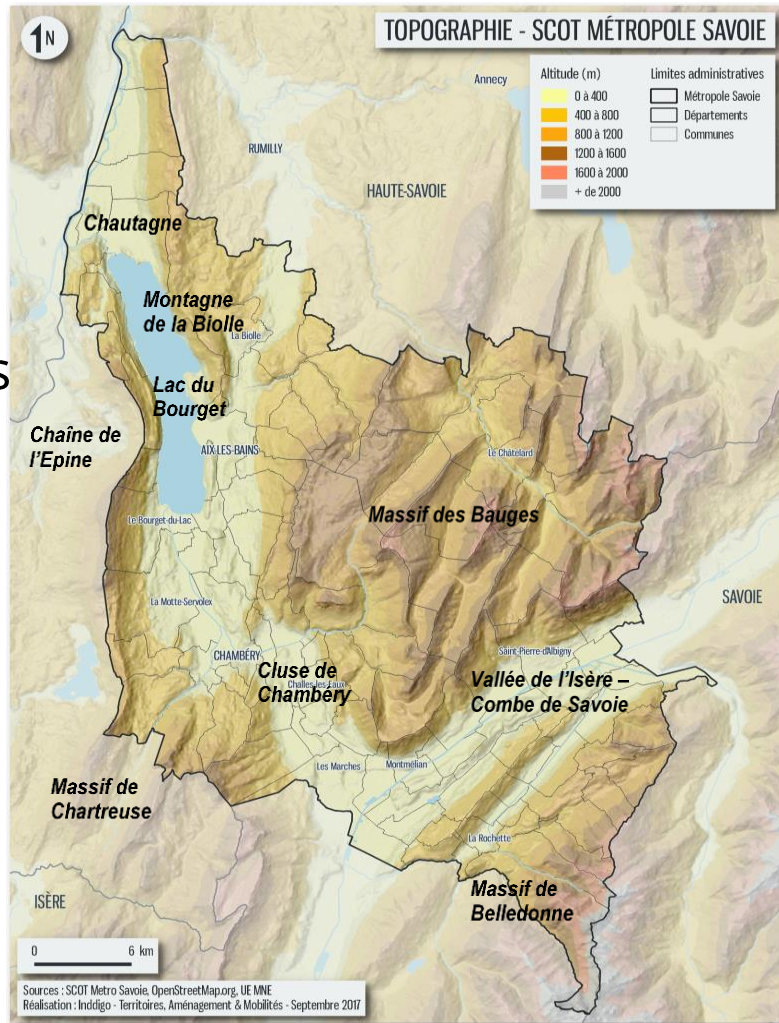 1N
TOPOGRAPHIE - SCOT MÉTROPOLE SAVOIE
Altitude (m)
0 à 400
400 à 800
800 à 1200
1200 à 1600
1600 à 2000
+ de 2000
Limites administratives
Métropole Savoie
Départements
Communes
Annecy
RUMILLY
HAUTE-SAVOIE
Chautagne
Montagne
de la Biolle
La Biolle
s
Lac du
Bourget
Chaîne de
l'Epine
AIX-LES-BAINS
Le Châtelard
Massif des Bauges
Le Bourget-du-Lac
La Motte-Servolex
SAVOIE
CHAMBÉRY
Saint-Pierre-d'Albigny
Cluse de
Chambéry
Challes-les-Eaux
Vallée de l'Isère –
Combe de Savoie
Les Marches
Montmélian
Massif de
Chartreuse
La Rochette
Massif de
Belledonne
ISÈRE
0 6 km
Sources : SCOT Metro Savoie, OpenStreetMap.org, UE MNE
Réalisation : Inddigo - Territoires, Aménagement & Mobilités - Septembre 2017